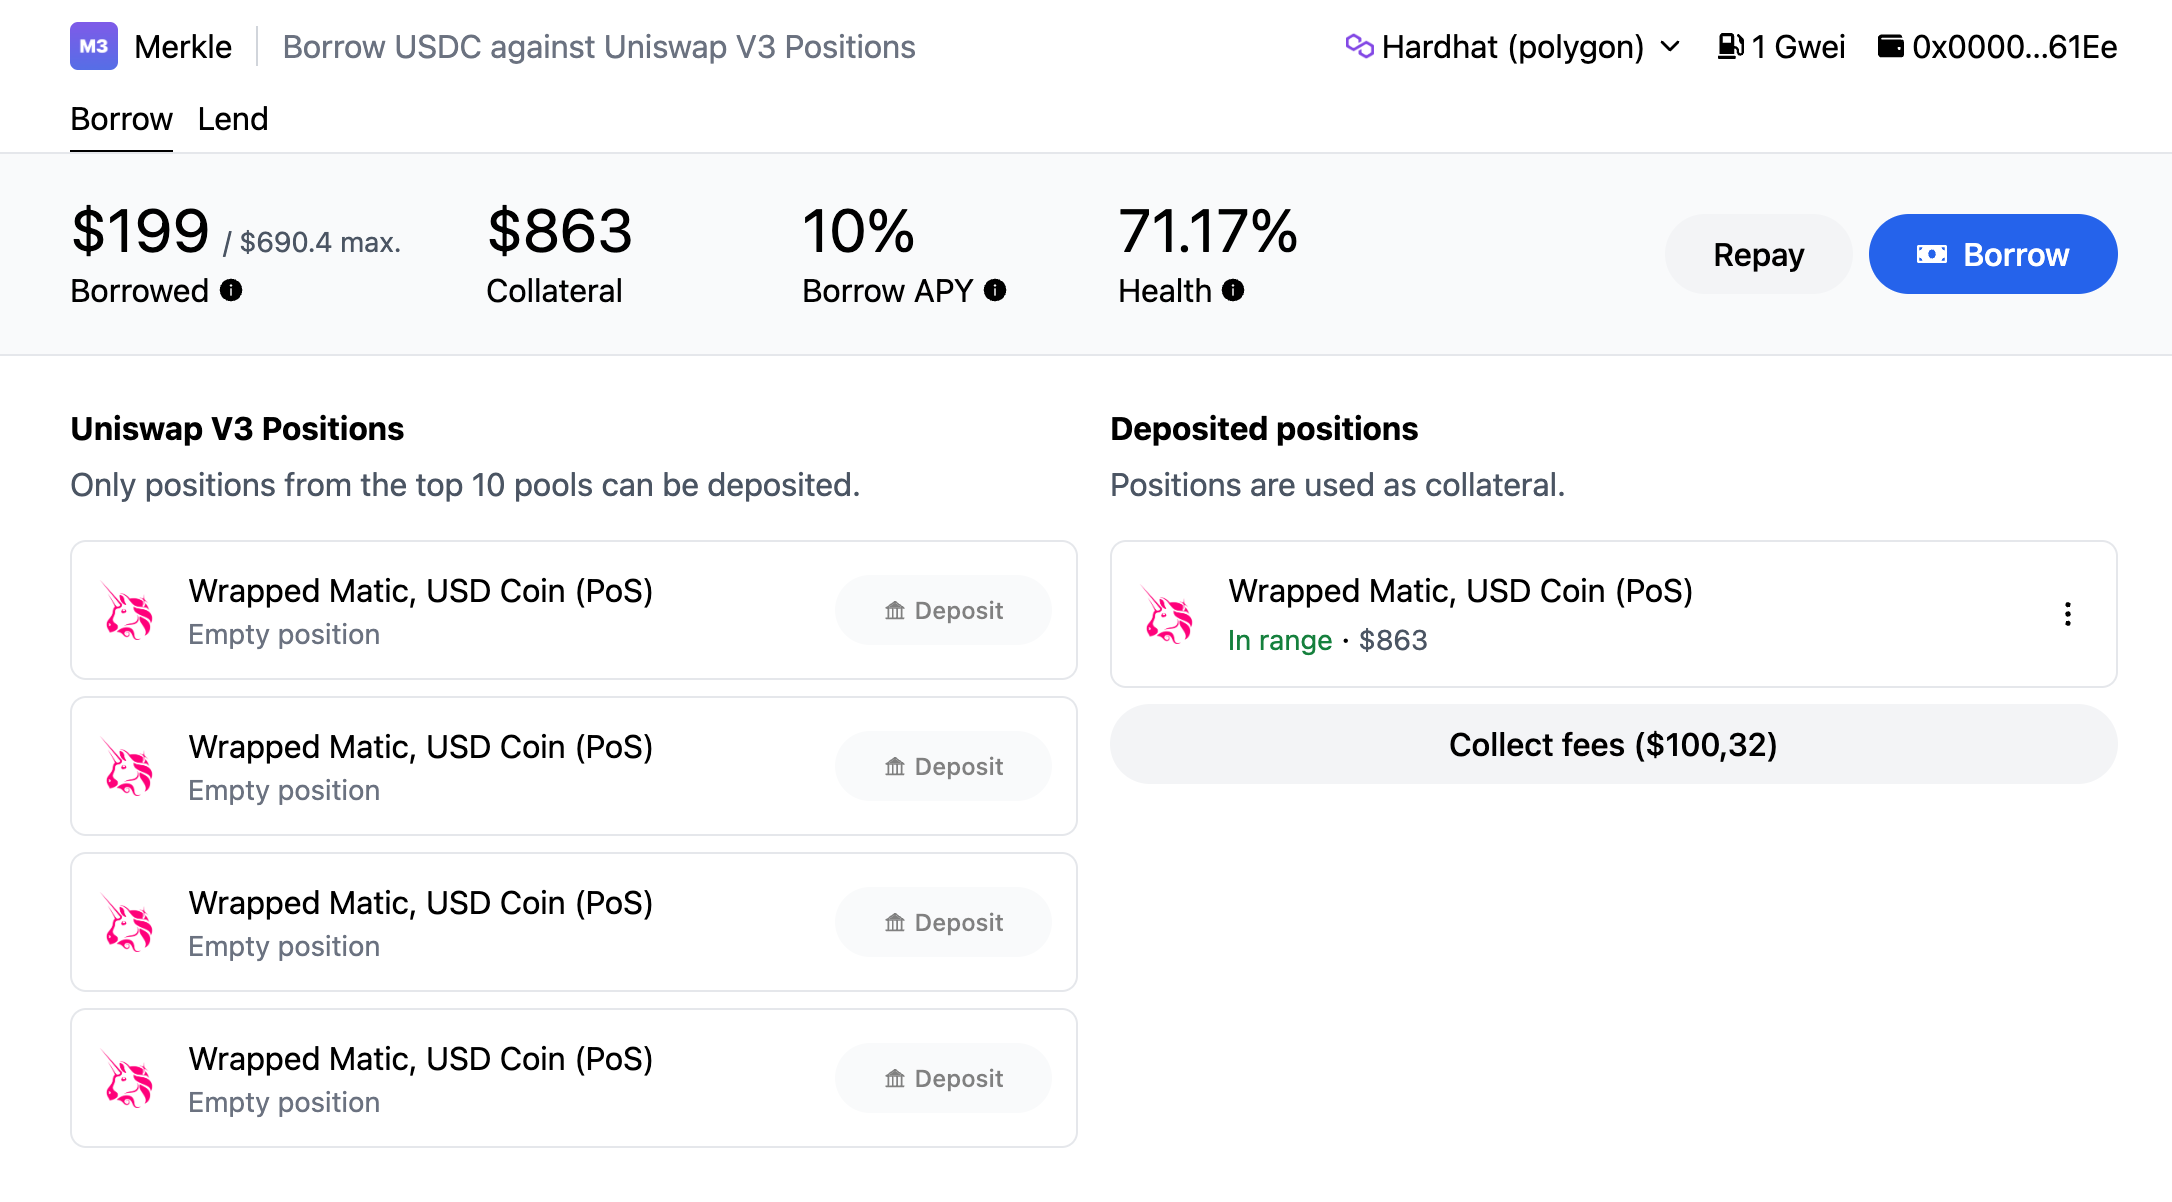 M3 Merkle Borrow USDC against Uniswap V3 Positions Hardhat (polygon) 1 Gwei 0x0000...61Ee
Borrow Lend
$199 / $690.4 max. $863 10% 71.17%
Borrowed Collateral Borrow APY Health Repay Borrow
Uniswap V3 Positions
Only positions from the top 10 pools can be deposited.
Wrapped Matic, USD Coin (PoS)
Empty position
Deposit
Wrapped Matic, USD Coin (PoS)
Empty position
Deposit
Wrapped Matic, USD Coin (PoS)
Empty position
Deposit
Wrapped Matic, USD Coin (PoS)
Empty position
Deposit
Deposited positions
Positions are used as collateral.
Wrapped Matic, USD Coin (PoS)
In range · $863
Collect fees ($100,32)